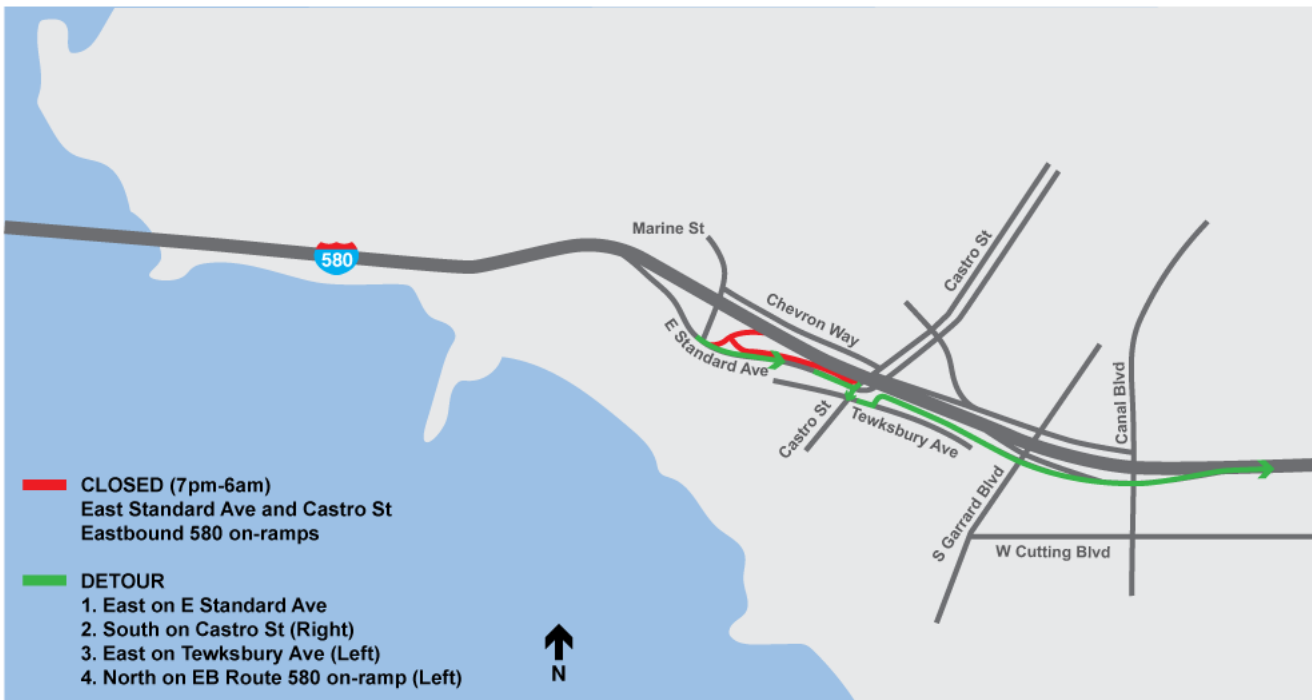 Marine St
580
Castro St
Chevron Way
E Standard Ave
Canal Blvd
Castro St
Tewksbury Ave
S Garrard Blvd
W Cutting Blvd
CLOSED (7pm-6am)
East Standard Ave and Castro St
Eastbound 580 on-ramps
DETOUR
1. East on E Standard Ave
2. South on Castro St (Right)
3. East on Tewksbury Ave (Left)
4. North on EB Route 580 on-ramp (Left)
N